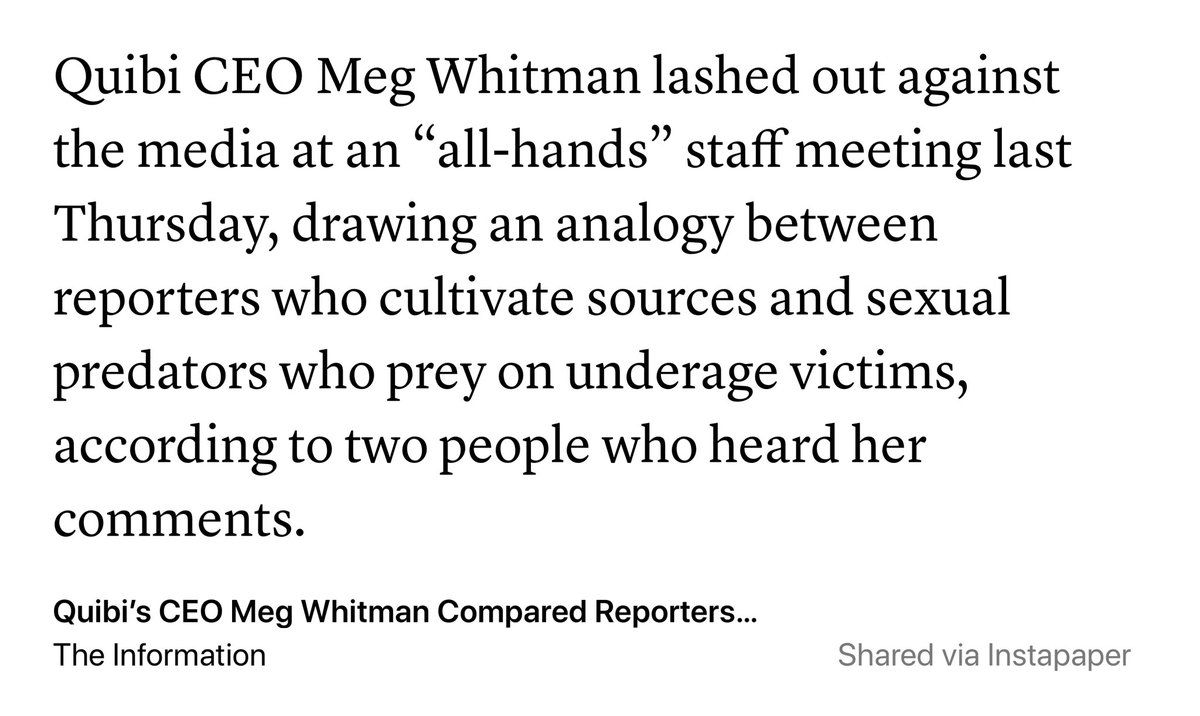 Quibi CEO Meg Whitman lashed out against
the media at an “all-hands” staff meeting last
Thursday, drawing an analogy between
reporters who cultivate sources and sexual
predators who prey on underage victims,
according to two people who heard her
comments.
Quibi’s CEO Meg Whitman Compared Reporters...
The Information
Shared via Instapaper